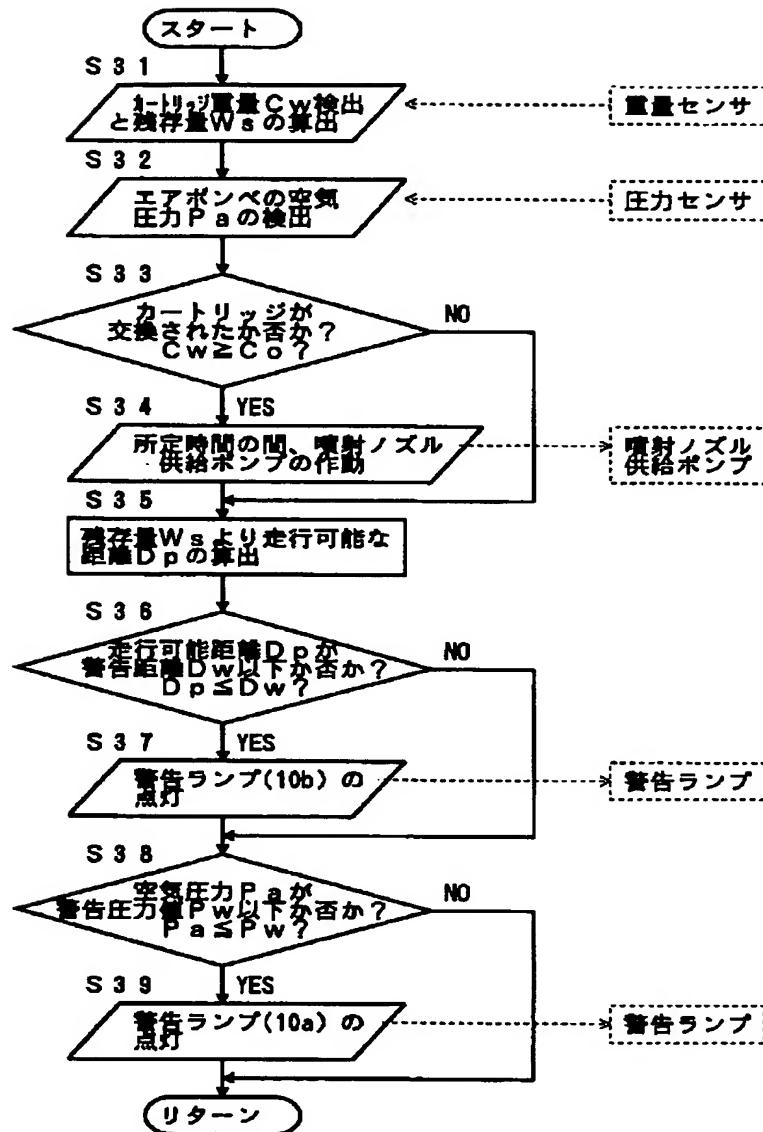 スタート
S31
カートリッジ重量Cw検出
と残存量Wsの算出
重量センサ
S32
エアボンベの空気
圧力Paの検出
圧力センサ
S33
カートリッジが
交換されたか否か?
Cw≧Co?
NO
S34
YES
所定時間の間、噴射ノズル
供給ポンプの作動
噴射ノズル
供給ポンプ
S35
残存量Wsより走行可能な
距離Dpの算出
S36
走行可能距離Dpが
警告距離Dw以下か否か?
Dp≦Dw?
NO
S37
YES
警告ランプ(10b)の
点灯
警告ランプ
S38
空気圧力Paが
警告圧力値Pw以下か否か?
Pa≦Pw?
NO
S39
YES
警告ランプ(10a)の
点灯
警告ランプ
リターン